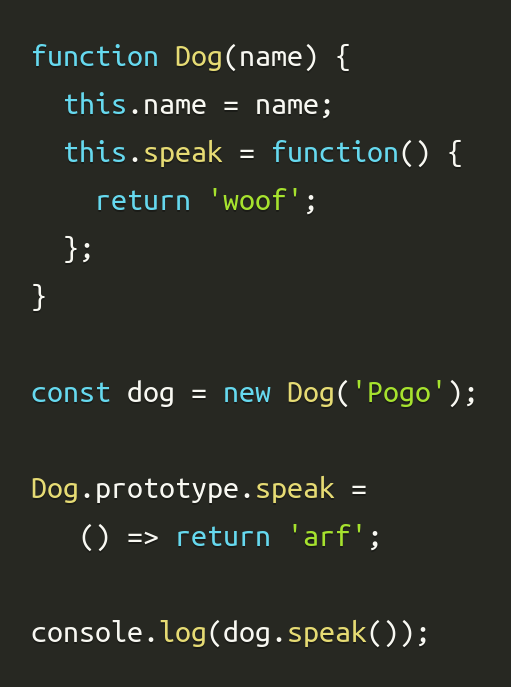 function Dog(name) {
  this.name = name;
  this.speak = function() {
    return 'woof';
  };
}

const dog = new Dog('Pogo');

Dog.prototype.speak =
   () => return 'arf';

console.log(dog.speak());